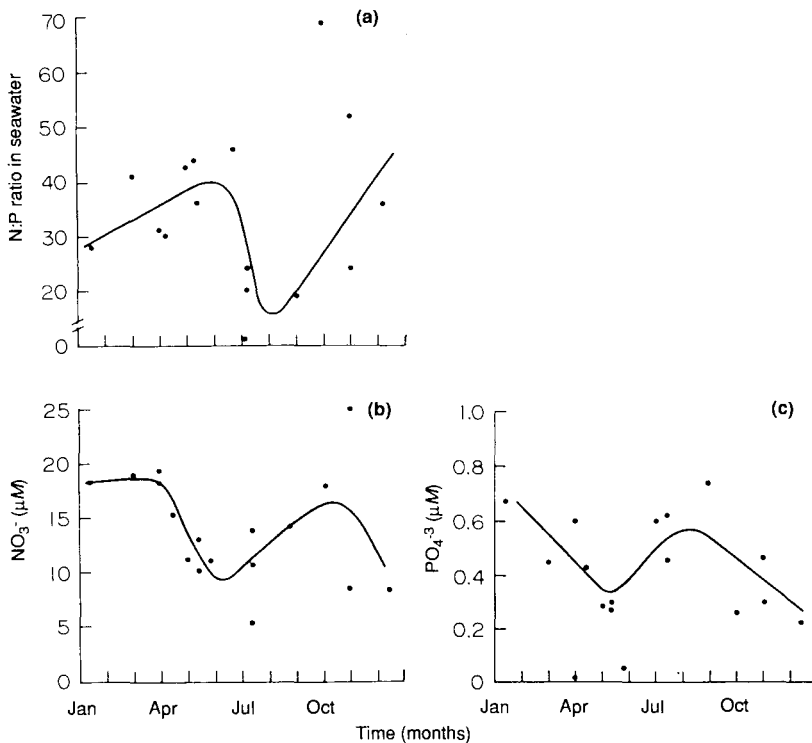 (a)
N:P ratio in seawater
70
60
50
40
30
20
0
(b)
NO3- (μM)
25
20
15
10
5
0
Jan Apr Jul Oct
(c)
PO4-3 (μM)
1.0
0.8
0.6
0.4
0.2
0
Jan Apr Jul Oct
Time (months)